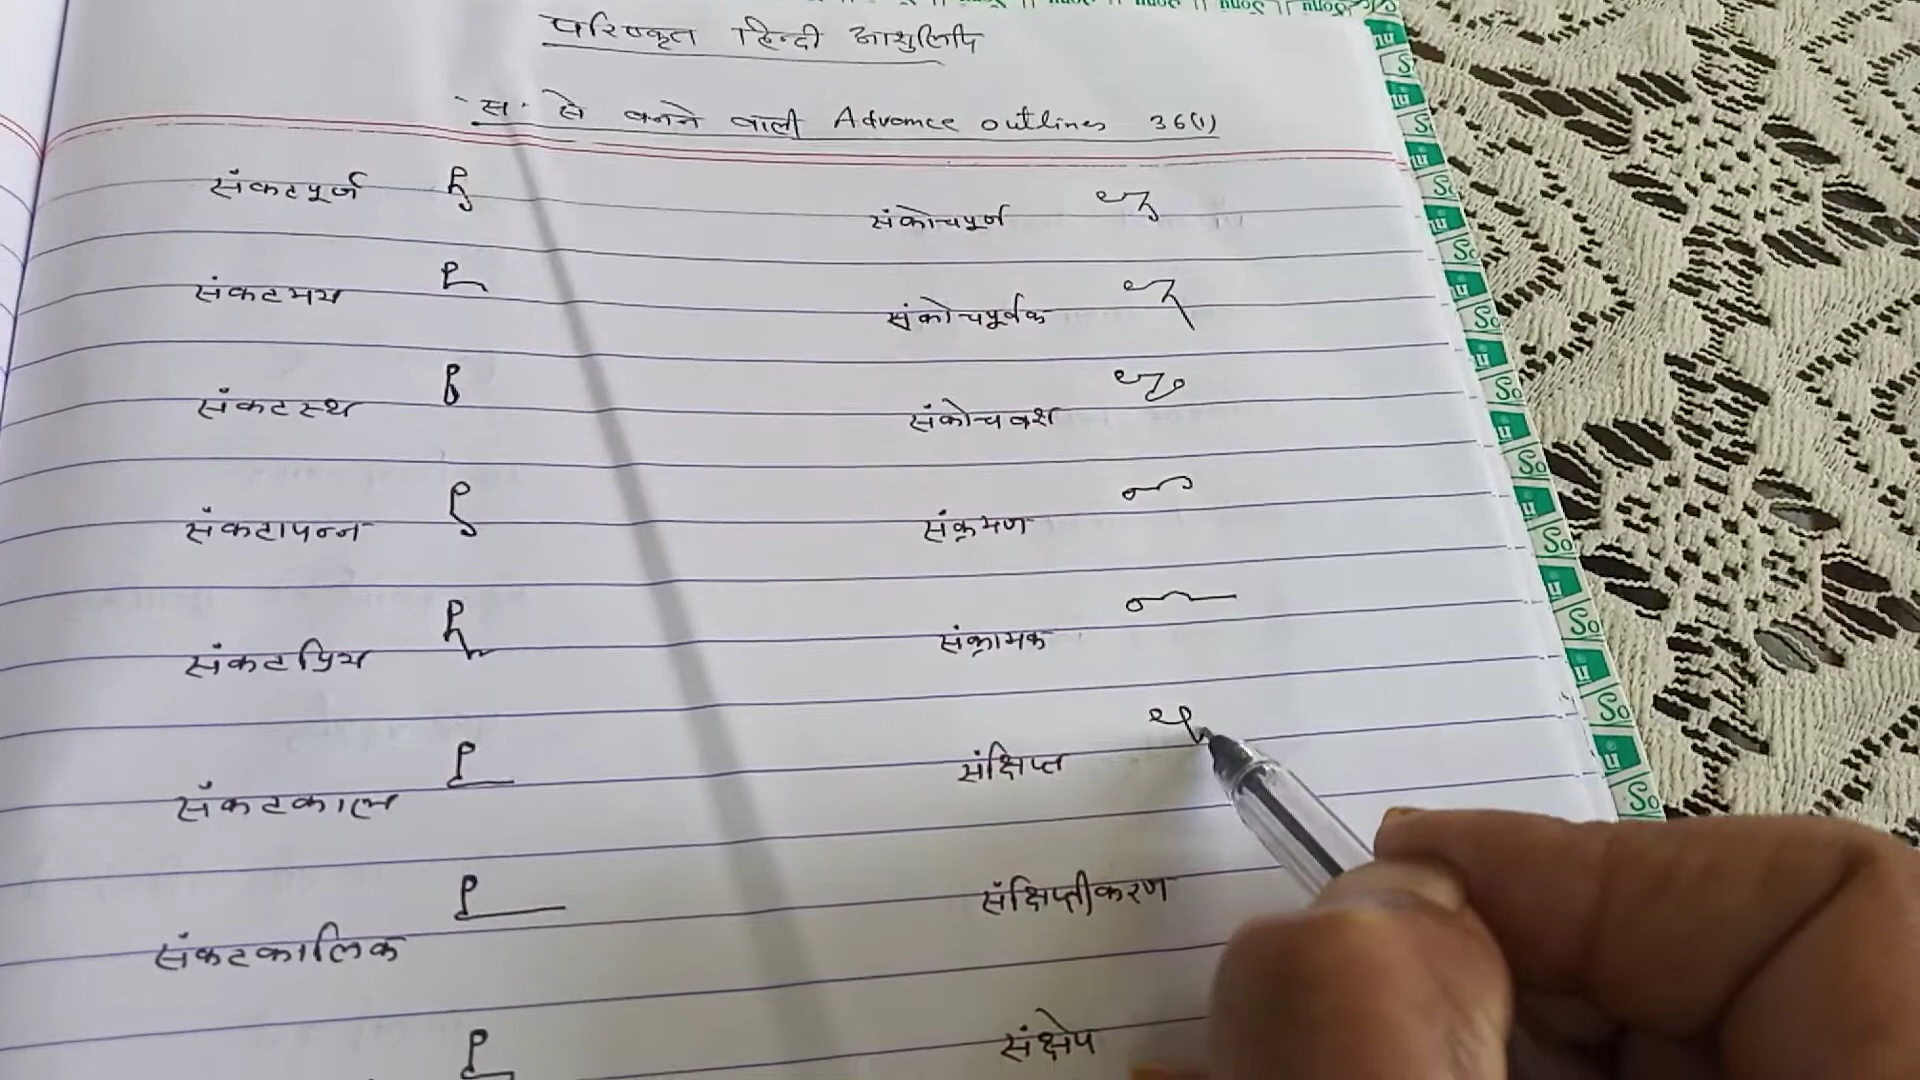 परिष्कृत हिन्दी आशुलिपि
"स" से बनने वाली Advance outlines 36(1)
संकटपूर्ण
संकटमय
संकटस्थ
संकटापन्न
संकटप्रिय
संकटकाल
संकटकालिक
संकोचपूर्ण
संकोचपूर्वक
संकोचवश
संक्रमण
संक्रामक
संक्षिप्त
संक्षिप्तीकरण
संक्षेप